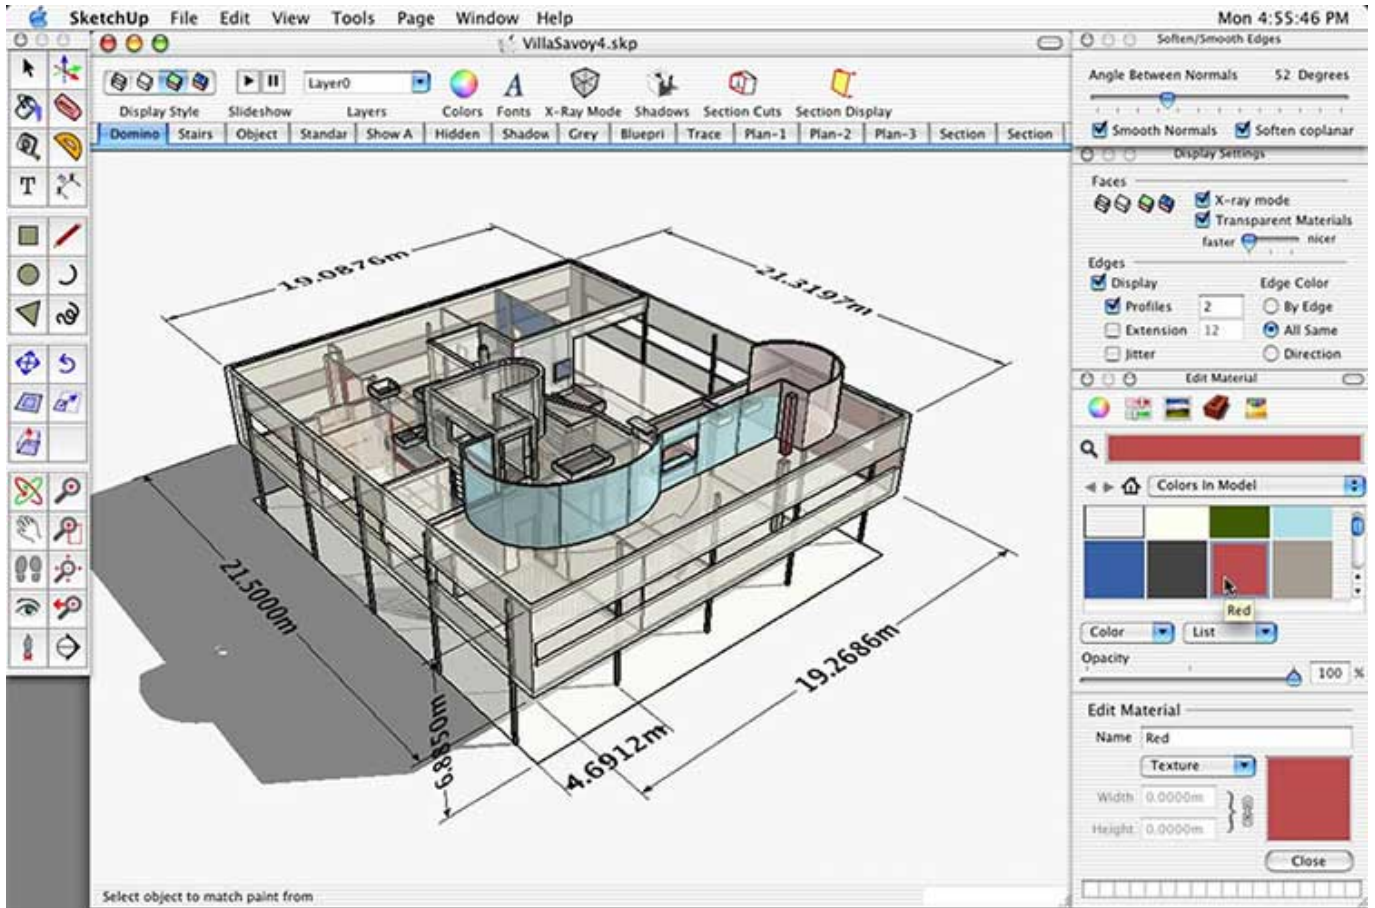 SketchUp File Edit View Tools Page Window Help Mon 4:55:46 PM
VillaSavoy4.skp
Layer0
Display Style Slideshow Layers Colors Fonts X-Ray Mode Shadows Section Cuts Section Display
Domino Stairs Object Standar Show A Hidden Shadow Grey Bluepri Trace Plan-1 Plan-2 Plan-3 Section Section
T
19.0876m
21.3197m
21.5000m
6.8850m
4.6912m
19.2686m
Select object to match paint from
Soften/Smooth Edges
Angle Between Normals 52 Degrees
Smooth Normals Soften coplanar
Display Settings
Faces
X-ray mode
Transparent Materials
faster nicer
Edges
Display Edge Color
Profiles 2 By Edge
Extension 12 All Same
Jitter Direction
Edit Material
Colors In Model
Red
Color List
Opacity
100 %
Edit Material
Name Red
Texture
Width 0.0000m
Height 0.0000m
Close